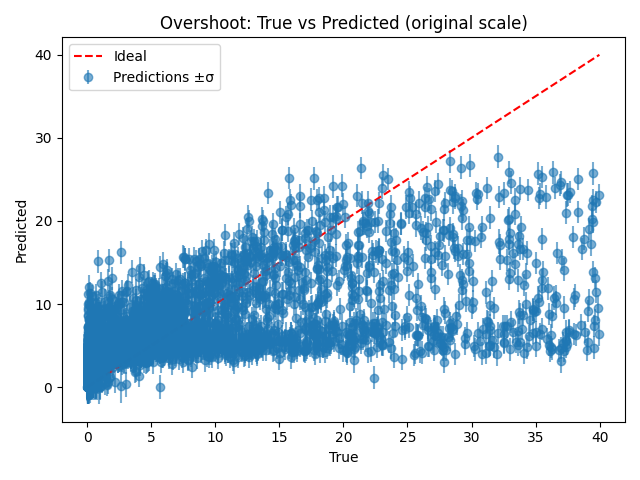 Overshoot: True vs Predicted (original scale)
Ideal
Predictions ±σ
Predicted
40
30
20
10
0
0 5 10 15 20 25 30 35 40
True